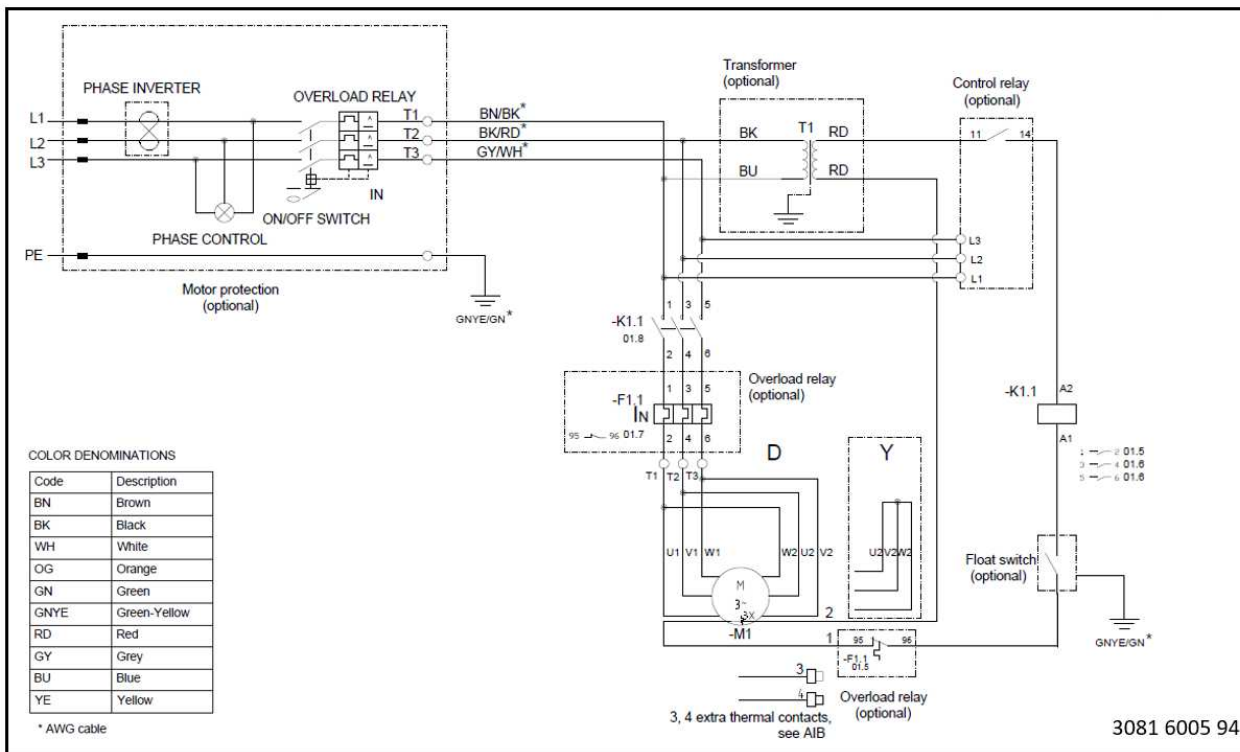 PHASE INVERTER
OVERLOAD RELAY
L1
L2
L3
T1
T2
T3
BN/BK*
BK/RD*
GY/WH*
IN
ON/OFF SWITCH
PHASE CONTROL
PE
Motor protection
(optional)
GNYE/GN*
Transformer
(optional)
BK
T1
RD
BU
RD
Control relay
(optional)
11
14
L3
L2
L1
1 3 5
-K1.1
01.8
2 4 6
Overload relay
(optional)
1 3 5
-F1.1
IN
95 96 01.7
2 4 6
T1 T2 T3
D
Y
U1 V1 W1
W2 U2 V2
U2 V2 W2
M
3~
3X
-M1
2
1
95 96
-F1.1
01.5
Overload relay
(optional)
3
4
3, 4 extra thermal contacts,
see AIB
-K1.1
A2
A1
1 2 01.5
3 4 01.6
5 6 01.6
Float switch
(optional)
GNYE/GN*
COLOR DENOMINATIONS
Code Description
BN Brown
BK Black
WH White
OG Orange
GN Green
GNYE Green-Yellow
RD Red
GY Grey
BU Blue
YE Yellow
* AWG cable
3081 6005 94